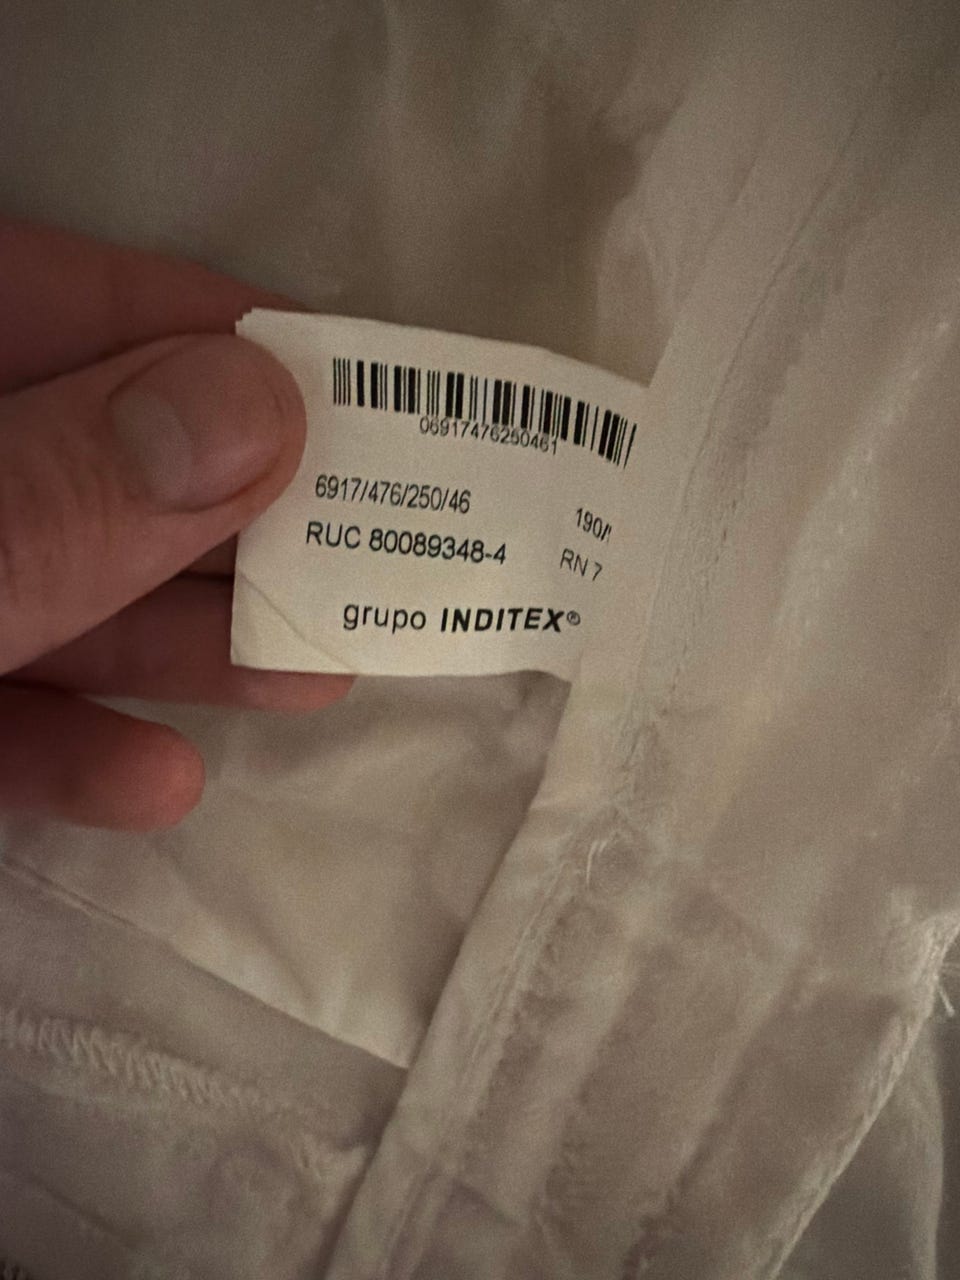 06917476250461
6917/476/250/46
190/
RUC 80089348-4
RN 7
grupo INDITEX®